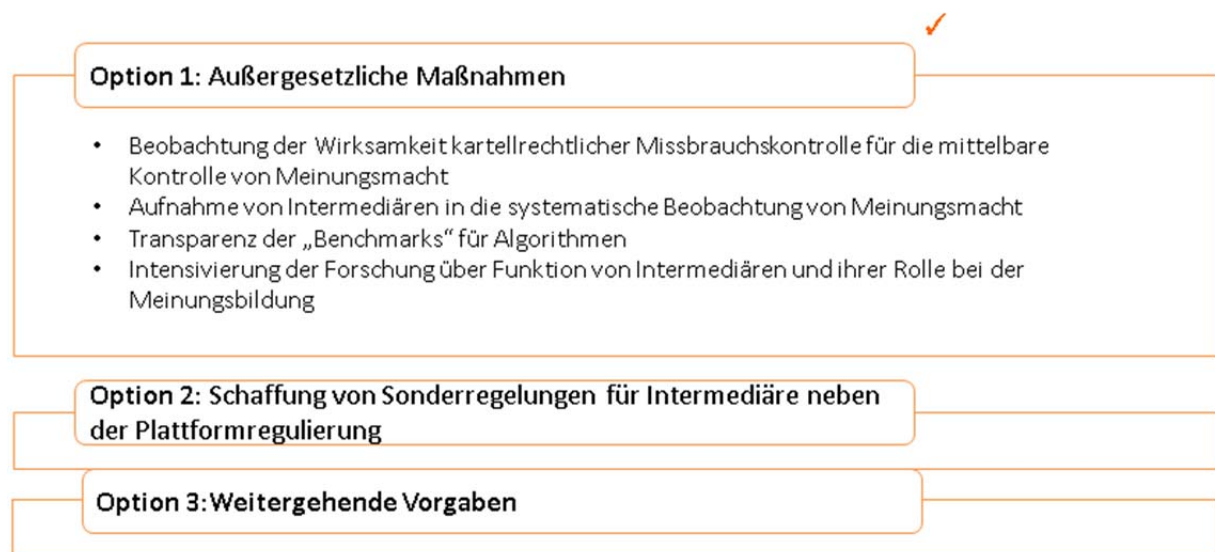 ✓
Option 1: Außergesetzliche Maßnahmen
• Beobachtung der Wirksamkeit kartellrechtlicher Missbrauchskontrolle für die mittelbare
Kontrolle von Meinungsmacht
• Aufnahme von Intermediären in die systematische Beobachtung von Meinungsmacht
• Transparenz der „Benchmarks“ für Algorithmen
• Intensivierung der Forschung über Funktion von Intermediären und ihrer Rolle bei der
Meinungsbildung
Option 2: Schaffung von Sonderregelungen für Intermediäre neben
der Plattformregulierung
Option 3: Weitergehende Vorgaben